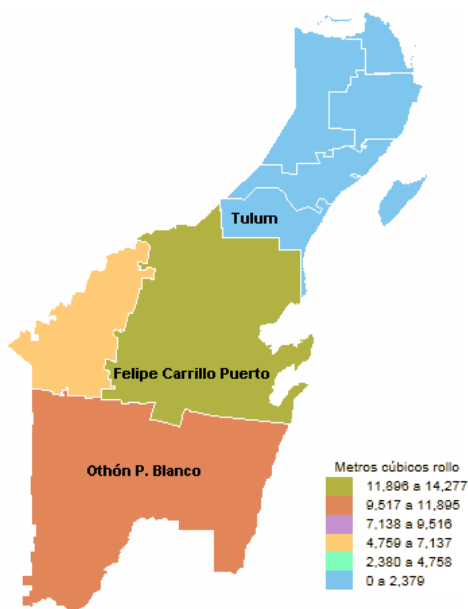 Tulum
Felipe Carrillo Puerto
Othón P. Blanco
Metros cúbicos rollo
11,896 a 14,277
9,517 a 11,895
7,138 a 9,516
4,759 a 7,137
2,380 a 4,758
0 a 2,379